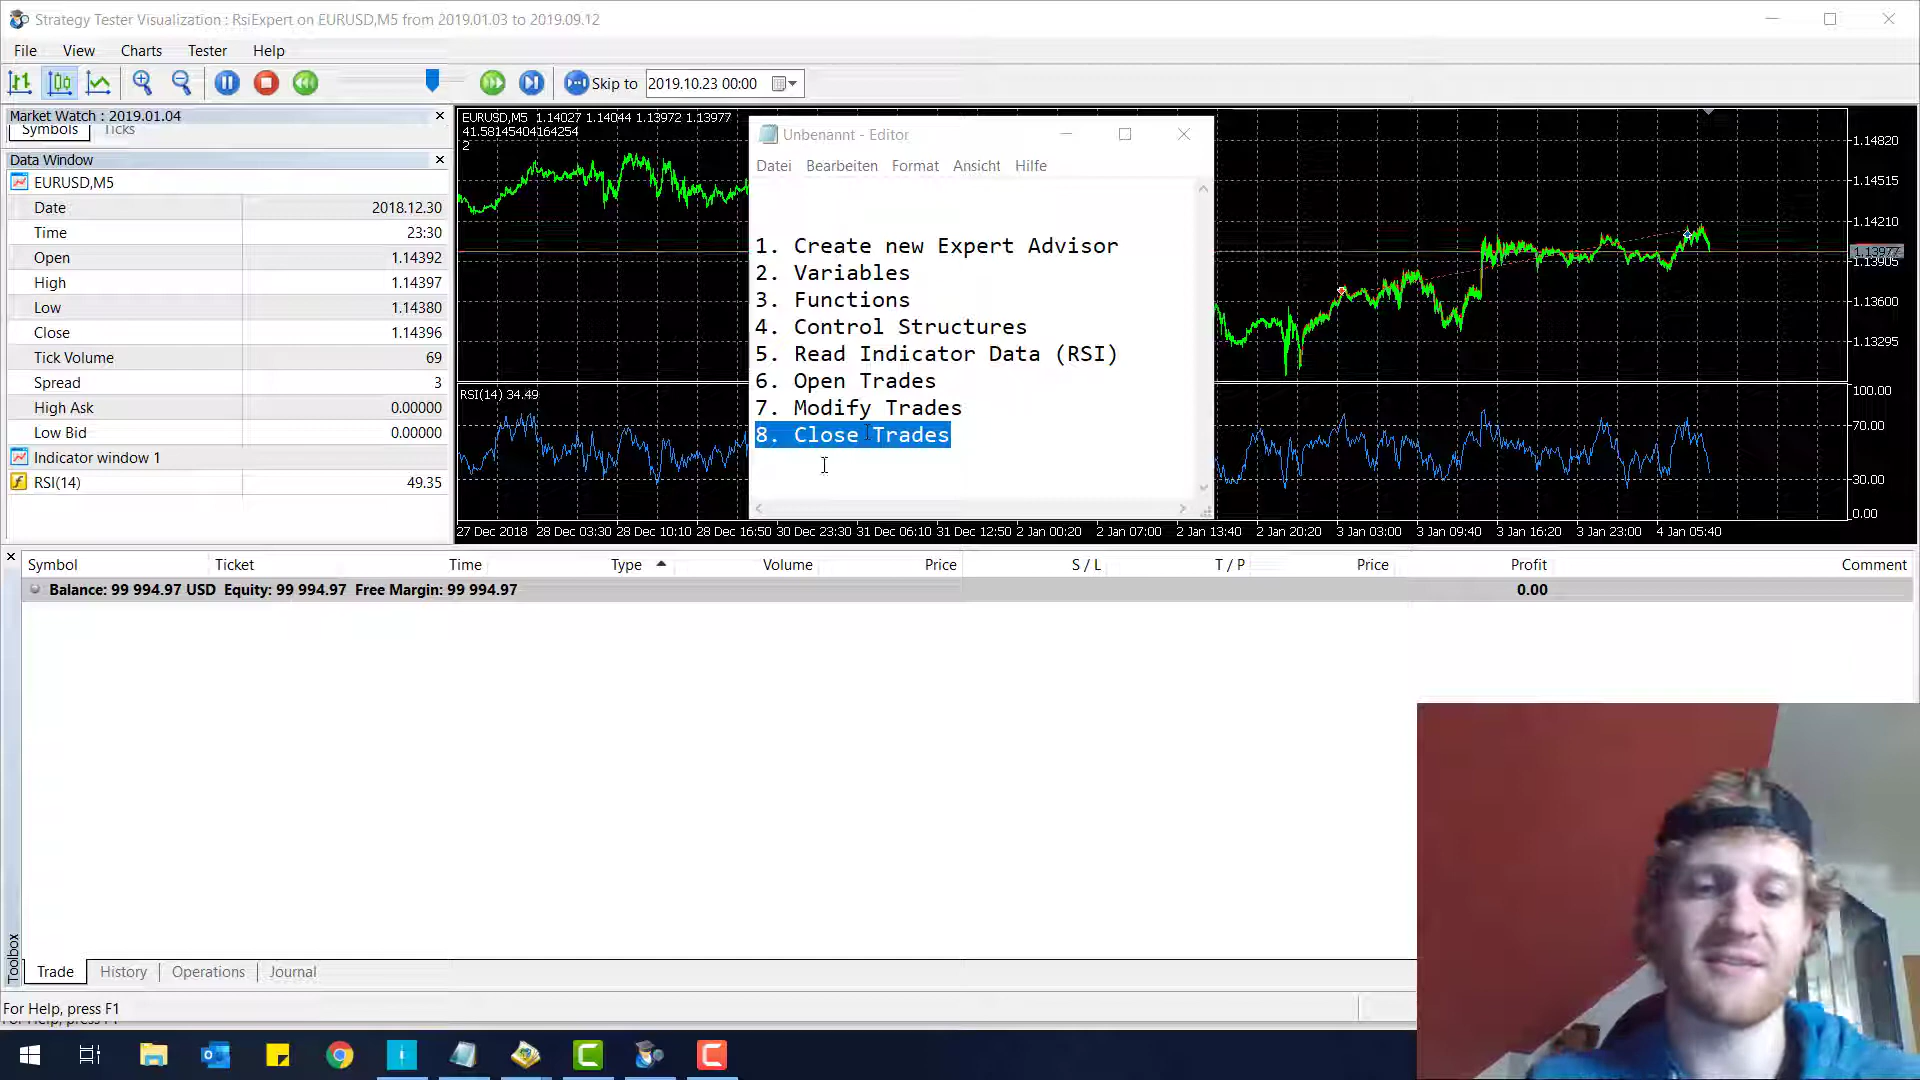 Strategy Tester Visualization : RsiExpert on EURUSD,M5 from 2019.01.03 to 2019.09.12
File View Charts Tester Help
Skip to 2019.10.23 00:00
Market Watch : 2019.01.04
Symbols Ticks
Data Window
EURUSD,M5
Date 2018.12.30
Time 23:30
Open 1.14392
High 1.14397
Low 1.14380
Close 1.14396
Tick Volume 69
Spread 3
High Ask 0.00000
Low Bid 0.00000
Indicator window 1
RSI(14) 49.35
EURUSD,M5 1.14027 1.14044 1.13972 1.13977
41.58145404164254
2
Unbenannt - Editor
Datei Bearbeiten Format Ansicht Hilfe
1. Create new Expert Advisor
2. Variables
3. Functions
4. Control Structures
5. Read Indicator Data (RSI)
6. Open Trades
7. Modify Trades
8. Close Trades
1.14820
1.14515
1.14210
1.13977
1.13905
1.13600
1.13295
RSI(14) 34.49
100.00
70.00
30.00
0.00
27 Dec 2018 28 Dec 03:30 28 Dec 10:10 28 Dec 16:50 30 Dec 23:30 31 Dec 06:10 31 Dec 12:50 2 Jan 00:20 2 Jan 07:00 2 Jan 13:40 2 Jan 20:20 3 Jan 03:00 3 Jan 09:40 3 Jan 16:20 3 Jan 23:00 4 Jan 05:40
Symbol Ticket Time Type Volume Price S / L T / P Price Profit Comment
Balance: 99 994.97 USD Equity: 99 994.97 Free Margin: 99 994.97 0.00
Toolbox
Trade History Operations Journal
For Help, press F1
For Help, press F1